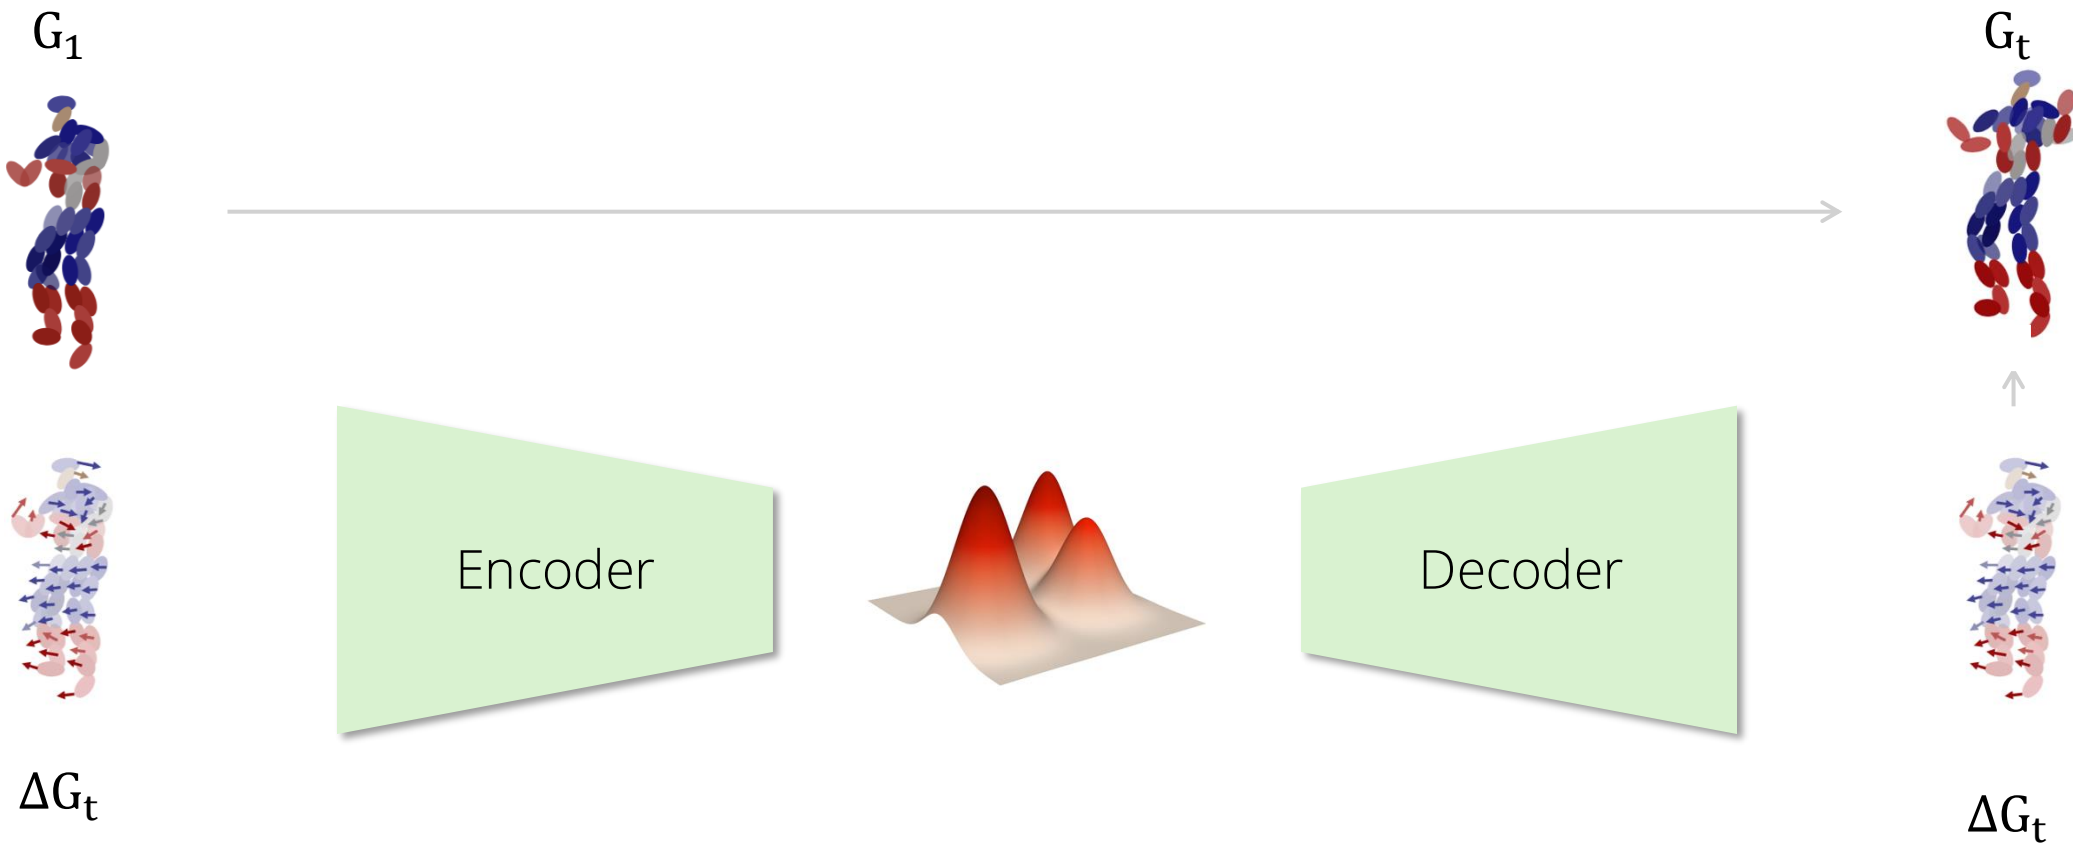 G₁
Gₜ
Encoder
Decoder
ΔGₜ
ΔGₜ